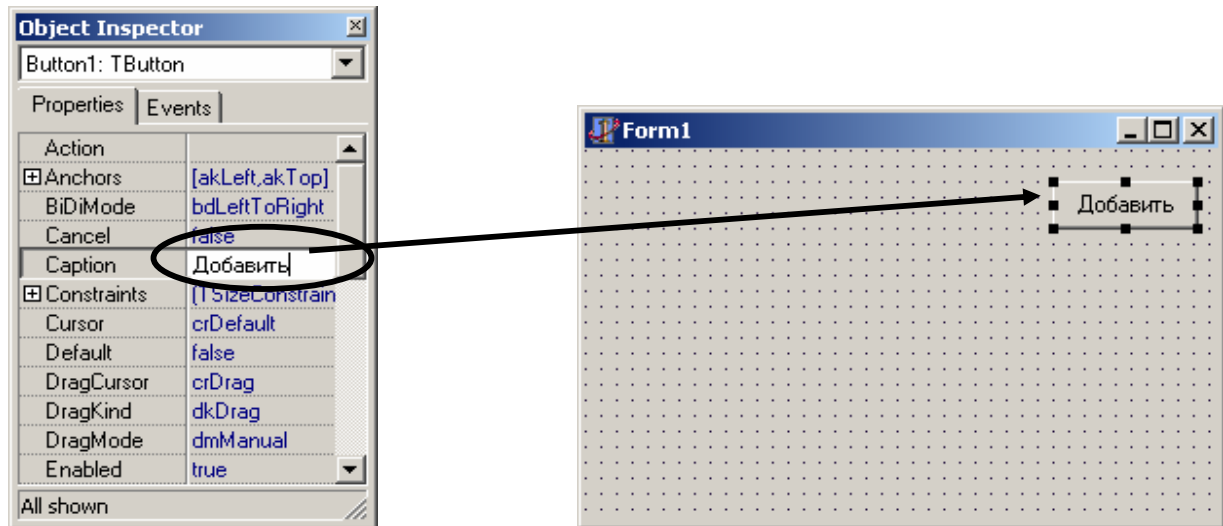 Object Inspector
Button1: TButton
Properties Events
Action
Anchors [akLeft,akTop]
BiDiMode bdLeftToRight
Cancel false
Caption Добавить
Constraints (TSizeConstrain
Cursor crDefault
Default false
DragCursor crDrag
DragKind dkDrag
DragMode dmManual
Enabled true
All shown
Form1
Добавить